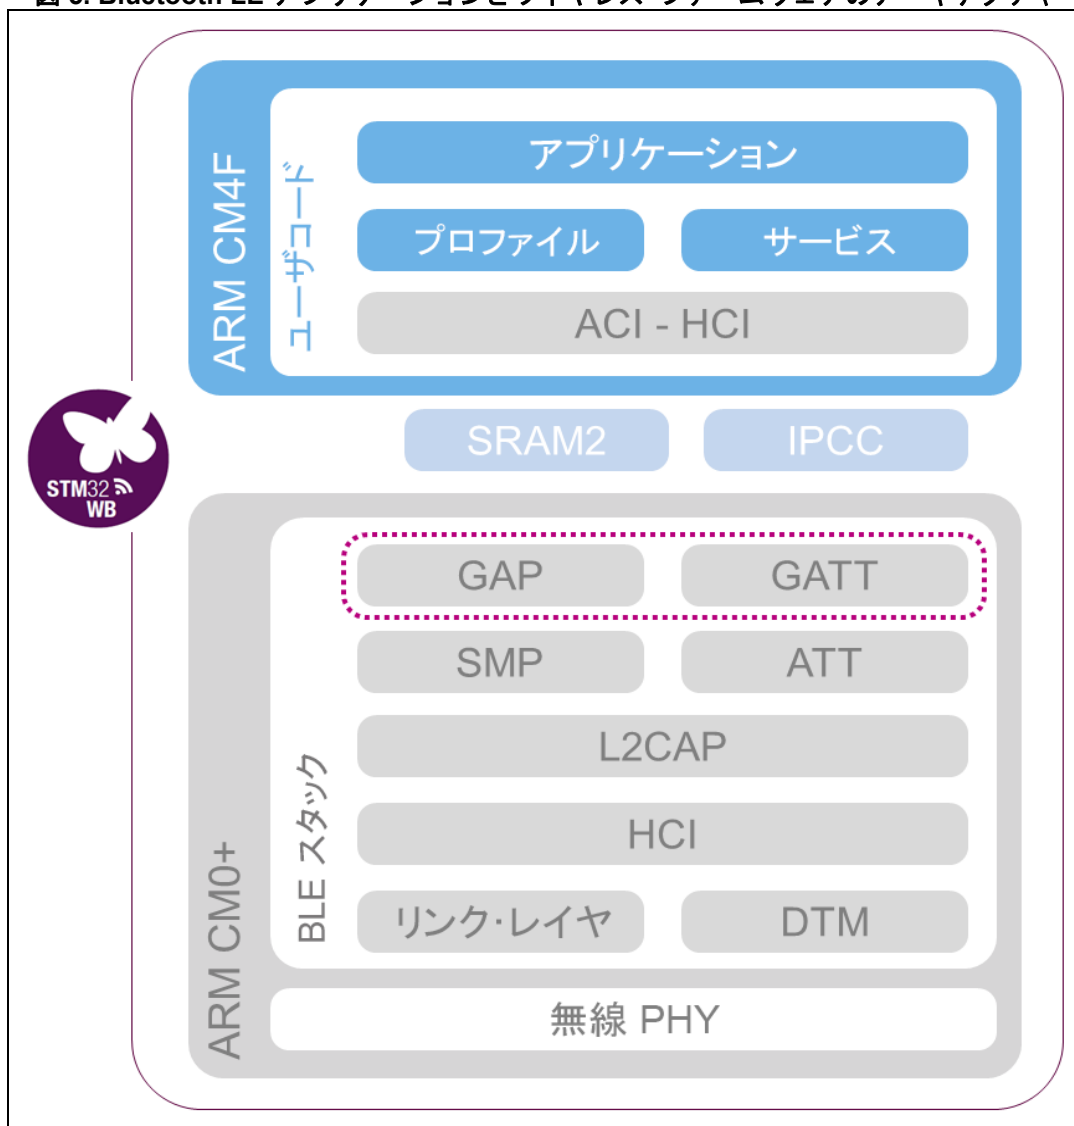 ARM CM4F
ユーザコード
アプリケーション
プロファイル
サービス
ACI - HCI
SRAM2
IPCC
STM32
WB
ARM CM0+
BLE スタック
GAP
GATT
SMP
ATT
L2CAP
HCI
リンク・レイヤ
DTM
無線 PHY